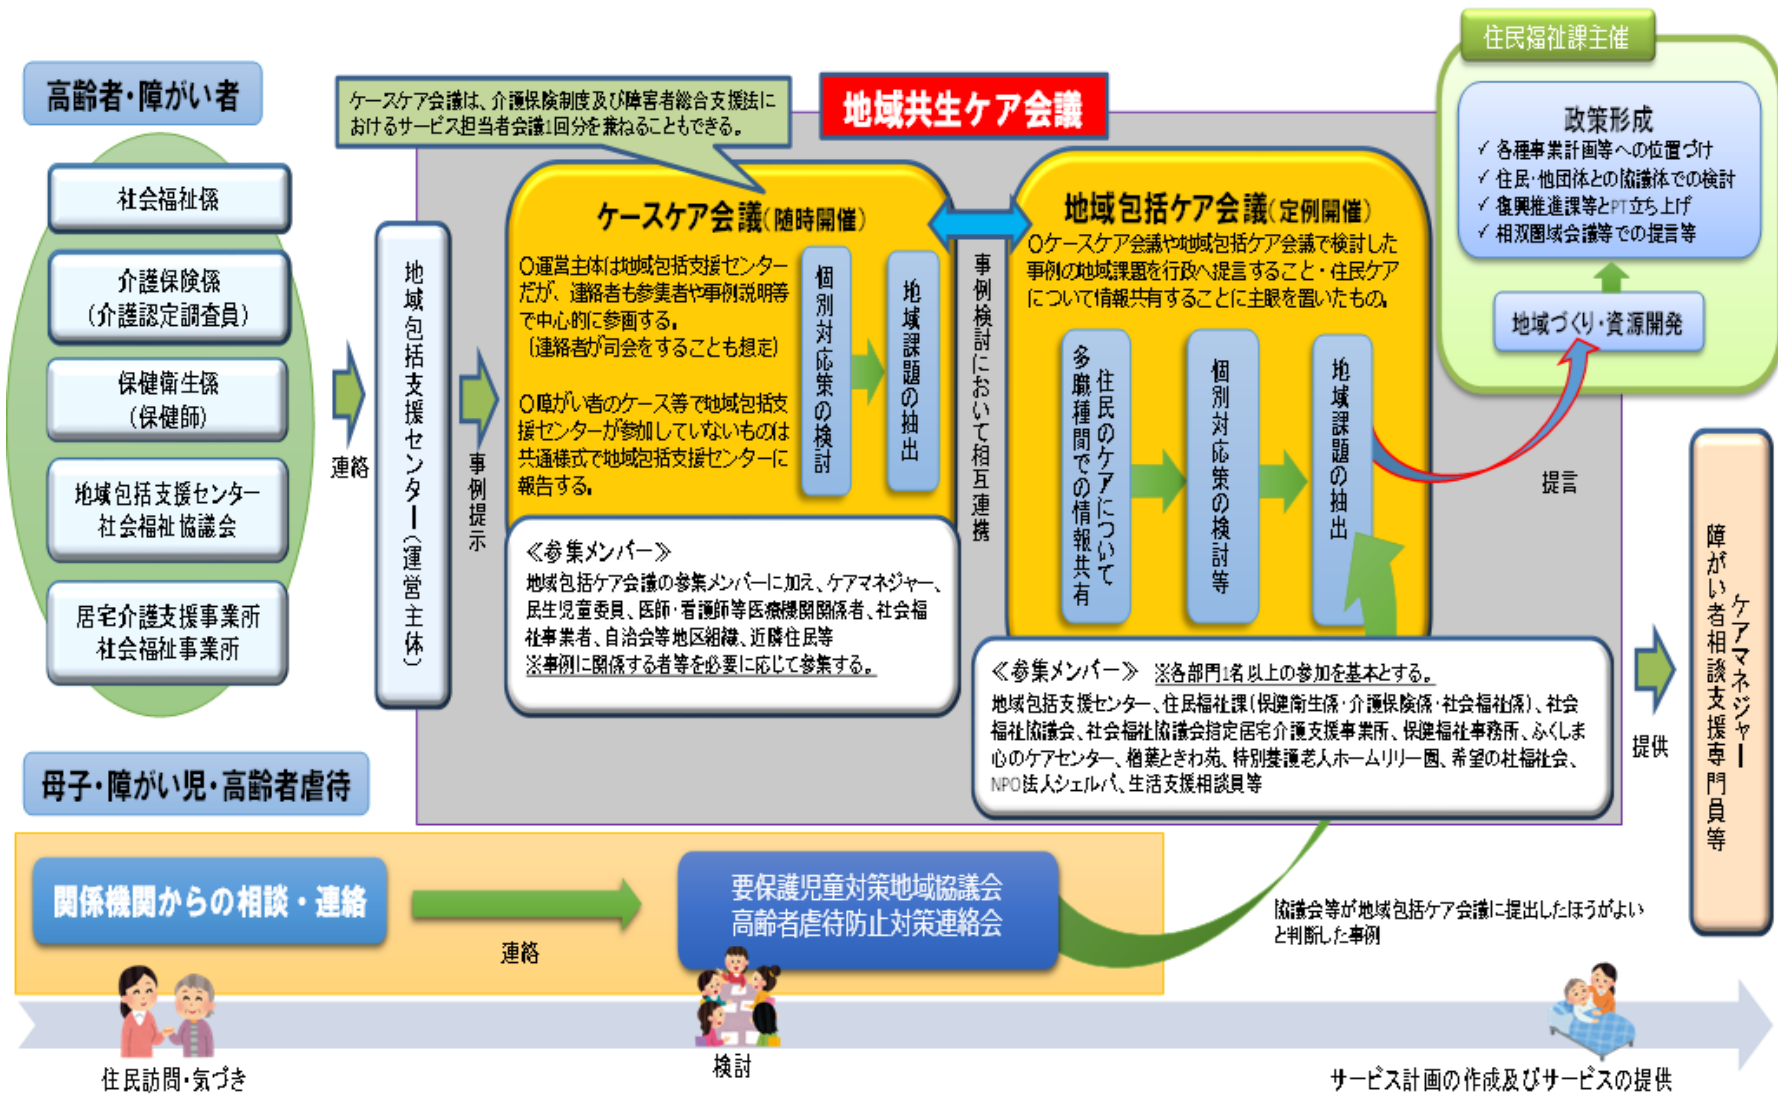 住民福祉課主催
高齢者・障がい者
ケースケア会議は、介護保険制度及び障害者総合支援法に
おけるサービス担当者会議1回分を兼ねることもできる。
地域共生ケア会議
政策形成
✓ 各種事業計画等への位置づけ
✓ 住民・他団体との協議体での検討
✓ 復興推進課等とPT立ち上げ
✓ 相双圏域会議等での提言等
地域づくり・資源開発
社会福祉係
介護保険係
（介護認定調査員）
保健衛生係
（保健師）
地域包括支援センター
社会福祉協議会
居宅介護支援事業所
社会福祉事業所
連絡
地域包括支援センター（運営主体）
事例提示
ケースケア会議（随時開催）
○運営主体は地域包括支援センター
だが、連絡者も参集者や事例説明等
で中心的に参画する。
（連絡者が司会をすることも想定）
○障がい者のケース等で地域包括支
援センターが参加していないものは
共通様式で地域包括支援センターに
報告する。
個別対応策の検討
地域課題の抽出
≪参集メンバー≫
地域包括ケア会議の参集メンバーに加え、ケアマネジャー、
民生児童委員、医師・看護師等医療機関関係者、社会福
祉事業者、自治会等地区組織、近隣住民等
※事例に関係する者等を必要に応じて参集する。
事例検討において相互連携
地域包括ケア会議（定例開催）
○ケースケア会議や地域包括ケア会議で検討した
事例の地域課題を行政へ提言すること・住民ケア
について情報共有することに主眼を置いたもの。
住民のケアについて
多職種間での情報共有
個別対応策の検討等
地域課題の抽出
≪参集メンバー≫ ※各部門1名以上の参加を基本とする。
地域包括支援センター、住民福祉課（保健衛生係・介護保険係・社会福祉係）、社会
福祉協議会、社会福祉協議会指定居宅介護支援事業所、保健福祉事務所、ふくしま
心のケアセンター、楢葉ときわ苑、特別養護老人ホームリリー園、希望の杜福祉会、
NPO法人シェルパ、生活支援相談員等
提言
提供
ケアマネジャー
障がい者相談支援専門員等
母子・障がい児・高齢者虐待
関係機関からの相談・連絡
連絡
要保護児童対策地域協議会
高齢者虐待防止対策連絡会
協議会等が地域包括ケア会議に提出したほうがよい
と判断した事例
住民訪問・気づき
検討
サービス計画の作成及びサービスの提供